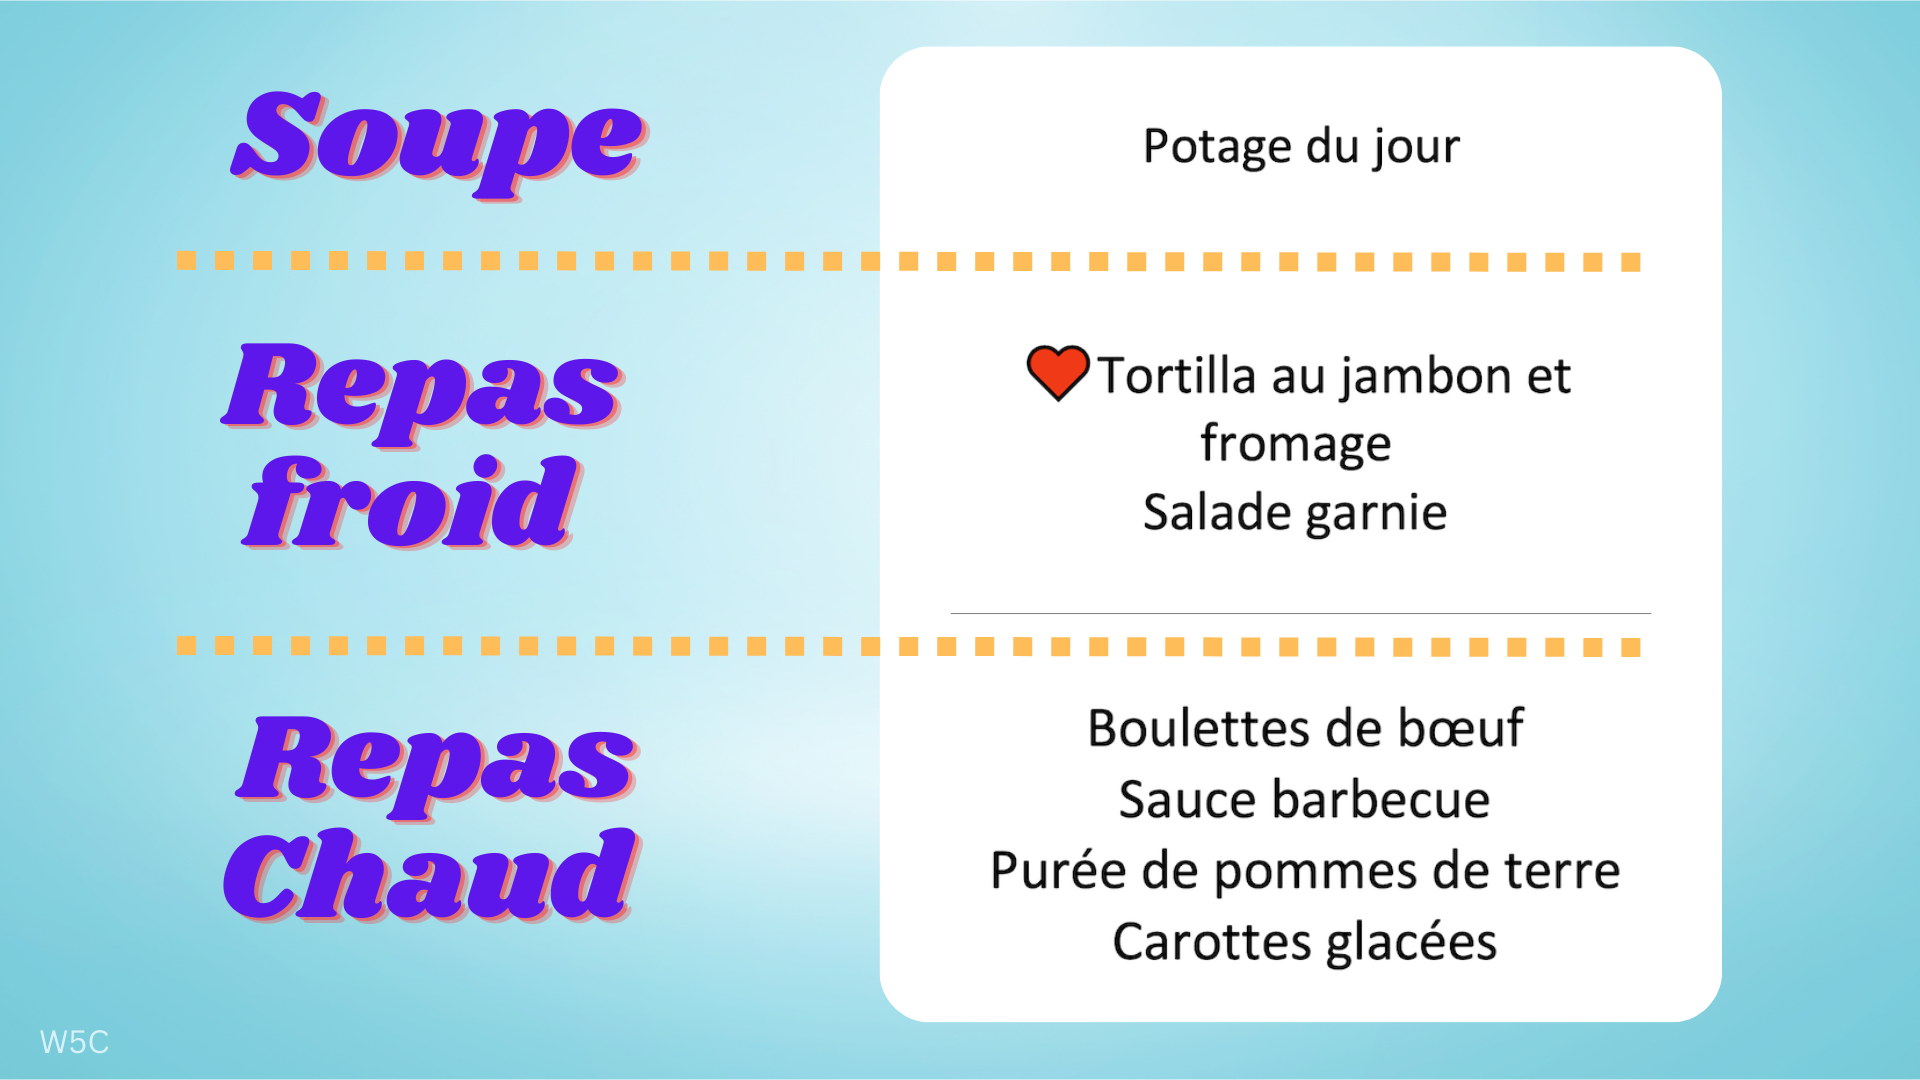 Soupe
Potage du jour
Repas
froid
Tortilla au jambon et
fromage
Salade garnie
Repas
Chaud
Boulettes de bœuf
Sauce barbecue
Purée de pommes de terre
Carottes glacées
W5C